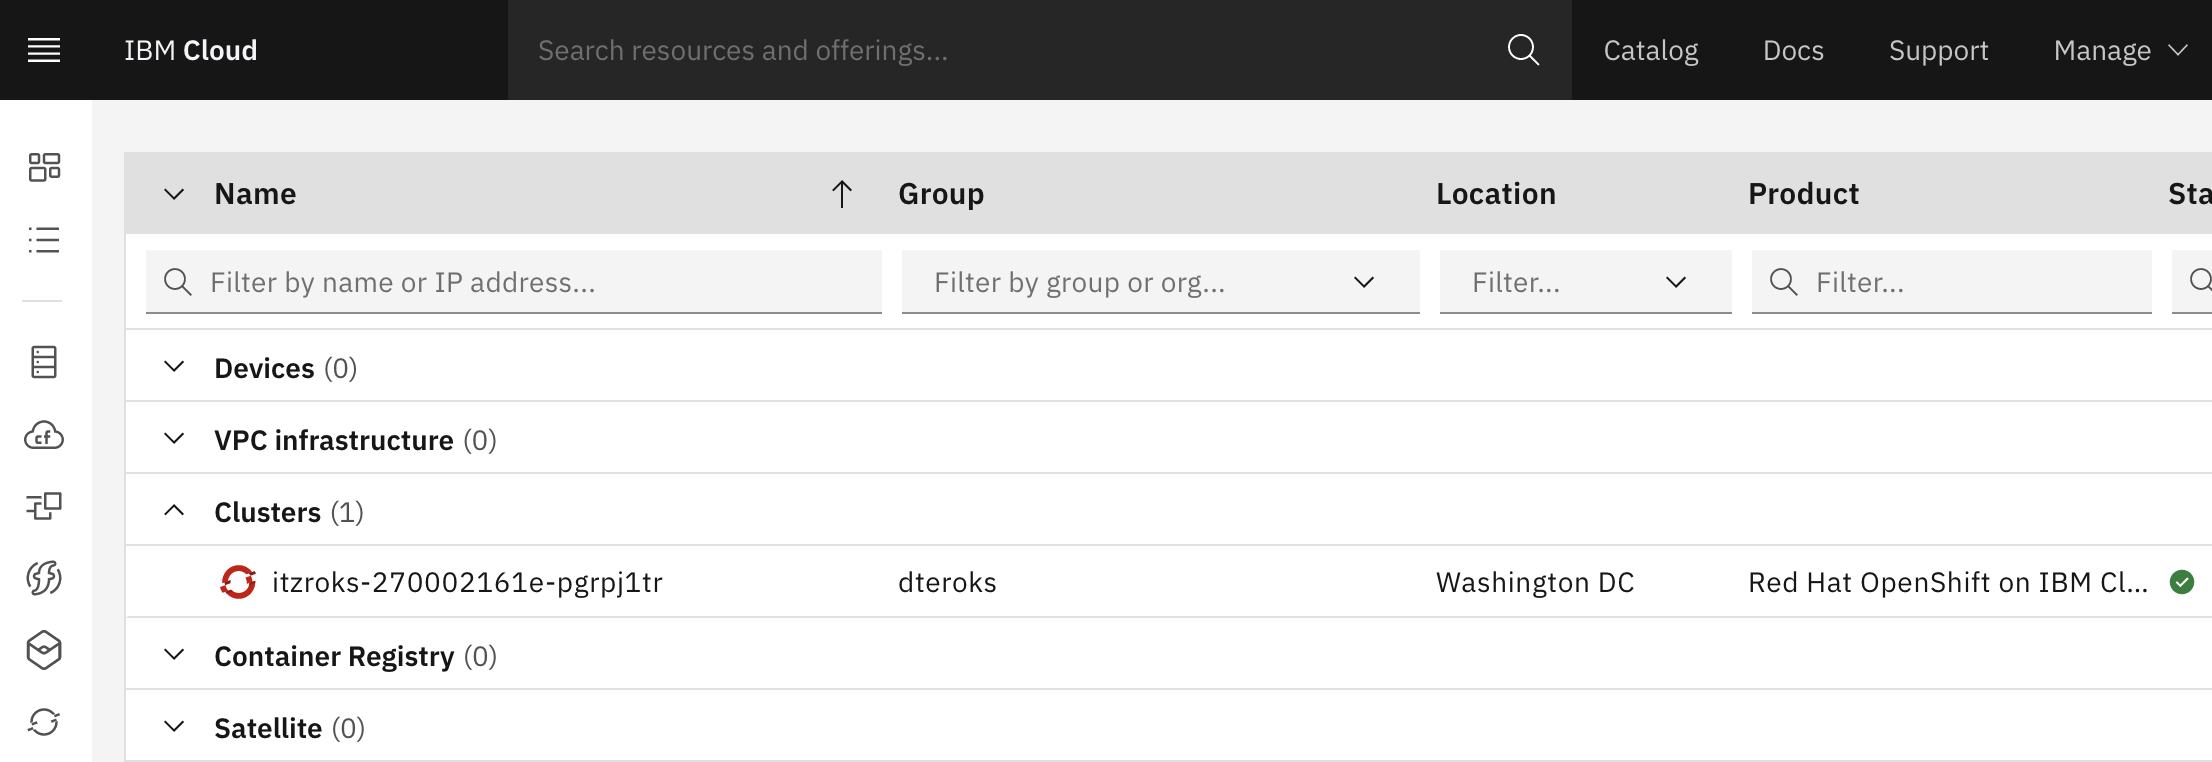 IBM Cloud
Search resources and offerings...
Catalog
Docs
Support
Manage
Name
Group
Location
Product
Sta
Filter by name or IP address...
Filter by group or org...
Filter...
Filter...
Devices (0)
VPC infrastructure (0)
Clusters (1)
itzroks-270002161e-pgrpj1tr
dteroks
Washington DC
Red Hat OpenShift on IBM Cl...
Container Registry (0)
Satellite (0)
cf